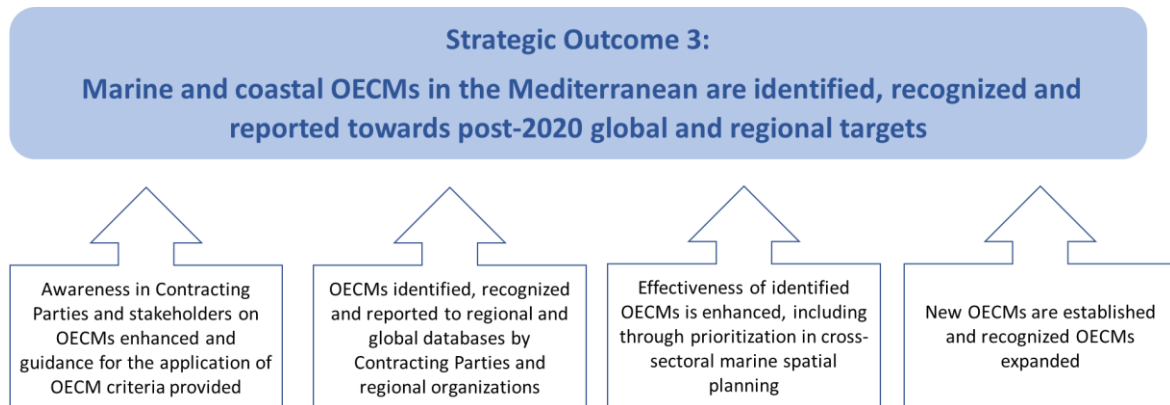 Strategic Outcome 3:
Marine and coastal OECMs in the Mediterranean are identified, recognized and
reported towards post-2020 global and regional targets
Awareness in Contracting
Parties and stakeholders on
OECMs enhanced and
guidance for the application of
OECM criteria provided
OECMs identified, recognized
and reported to regional and
global databases by
Contracting Parties and
regional organizations
Effectiveness of identified
OECMs is enhanced, including
through prioritization in cross-
sectoral marine spatial
planning
New OECMs are established
and recognized OECMs
expanded